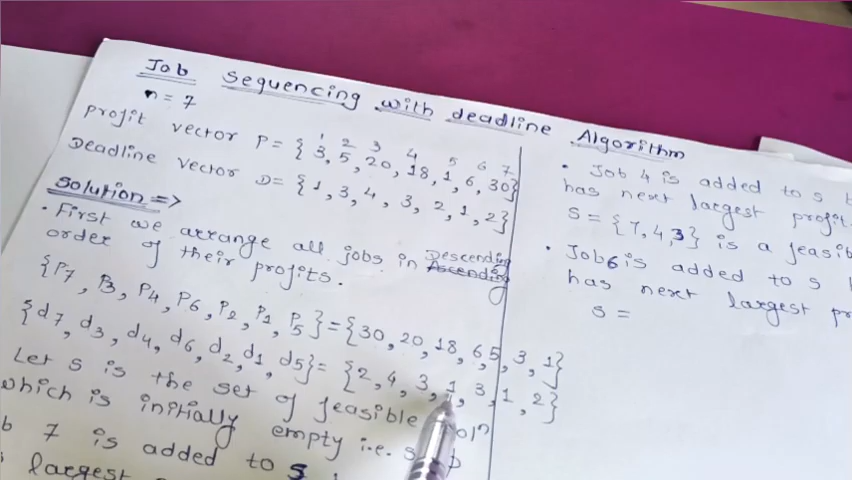 Job Sequencing with deadline Algorithm
n = 7
1 2 3 4 5 6 7
Profit vector P = { 3, 5, 20, 18, 1, 6, 30}
Deadline vector D= { 1, 3, 4, 3, 2, 1, 2}
Solution =>
• First we arrange all jobs in Descending Ascending
order of their profits.
{P7, P3, P4, P6, P2, P1, P5} = {30, 20, 18, 6, 5, 3, 1}
{d7, d3, d4, d6, d2, d1, d5} = {2, 4, 3, 1, 3, 1, 2}
Let S is the set of feasible soln
which is initially empty i.e. S
b 7 is added to S
largest
• Job 4 is added to S
has next largest profit.
S = {7, 4, 3} is a feasib
• Job 6 is added to S
has next largest pr
S =